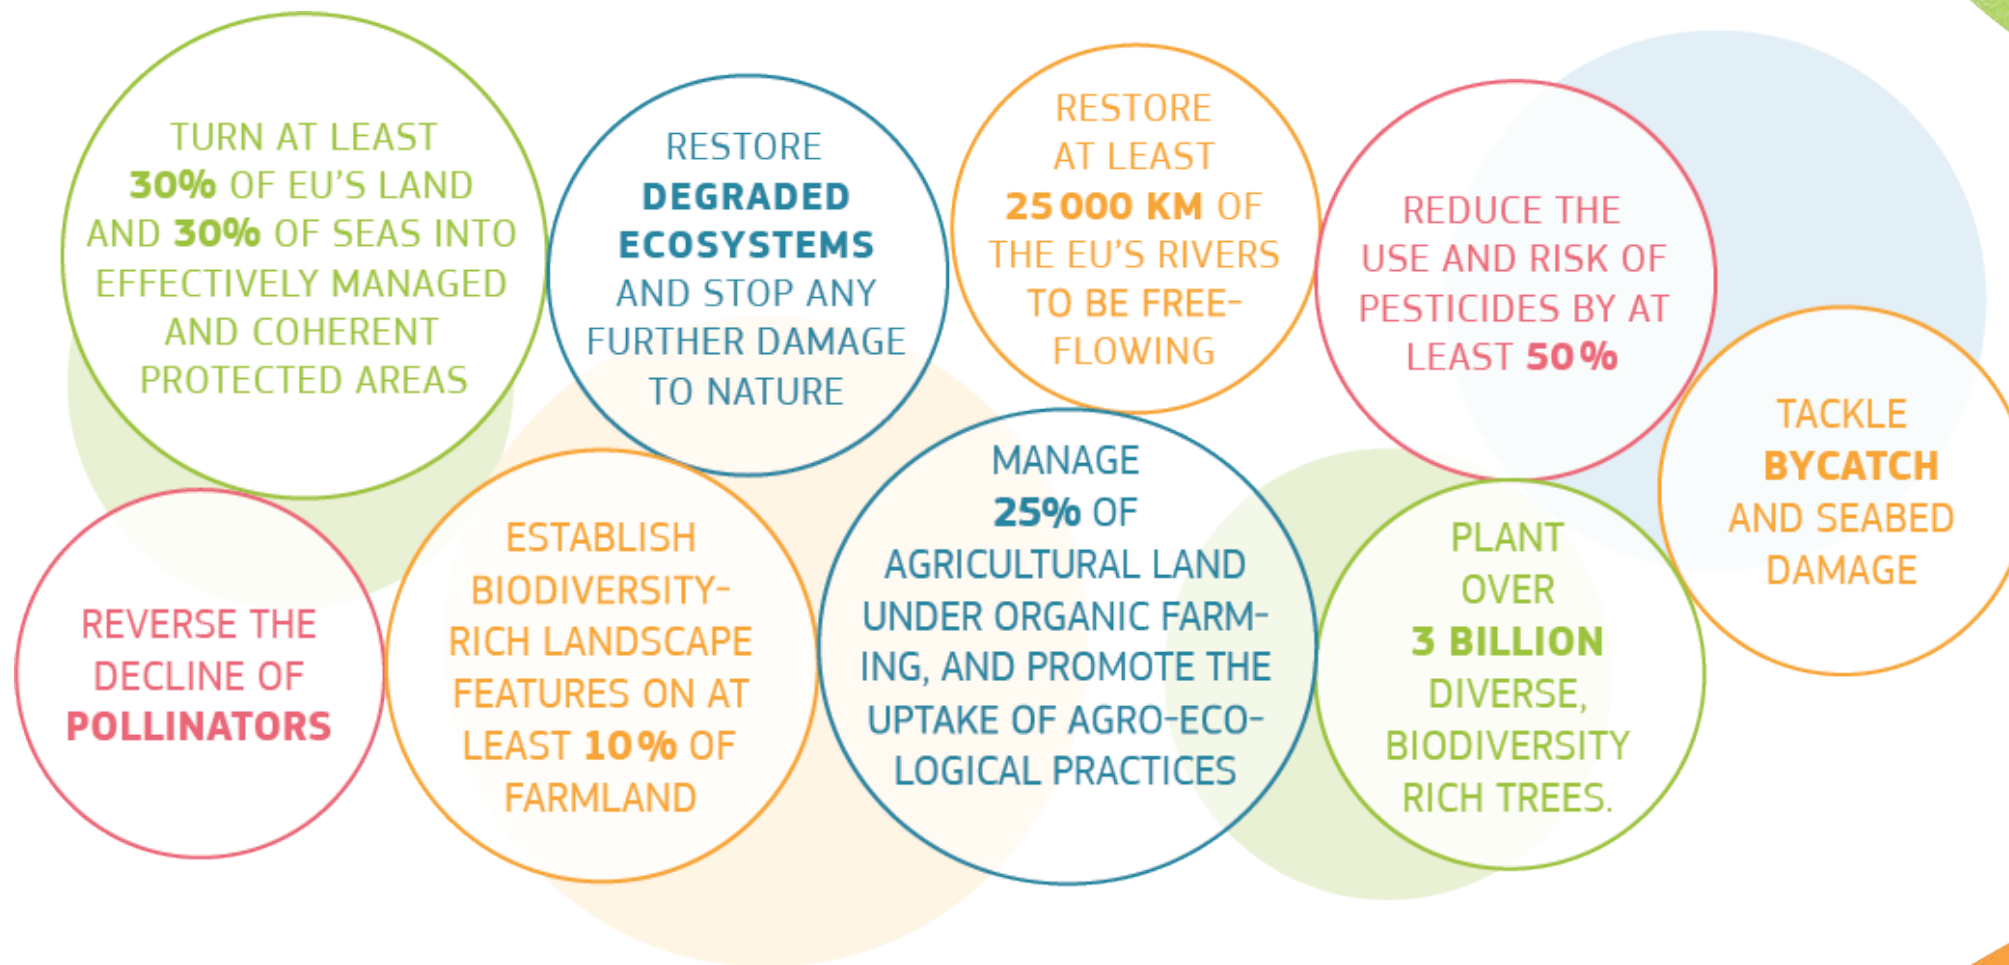 TURN AT LEAST
30% OF EU'S LAND
AND 30% OF SEAS INTO
EFFECTIVELY MANAGED
AND COHERENT
PROTECTED AREAS
RESTORE
DEGRADED
ECOSYSTEMS
AND STOP ANY
FURTHER DAMAGE
TO NATURE
RESTORE
AT LEAST
25 000 KM OF
THE EU'S RIVERS
TO BE FREE-
FLOWING
REDUCE THE
USE AND RISK OF
PESTICIDES BY AT
LEAST 50%
TACKLE
BYCATCH
AND SEABED
DAMAGE
REVERSE THE
DECLINE OF
POLLINATORS
ESTABLISH
BIODIVERSITY-
RICH LANDSCAPE
FEATURES ON AT
LEAST 10% OF
FARMLAND
MANAGE
25% OF
AGRICULTURAL LAND
UNDER ORGANIC FARM-
ING, AND PROMOTE THE
UPTAKE OF AGRO-ECO-
LOGICAL PRACTICES
PLANT
OVER
3 BILLION
DIVERSE,
BIODIVERSITY
RICH TREES.